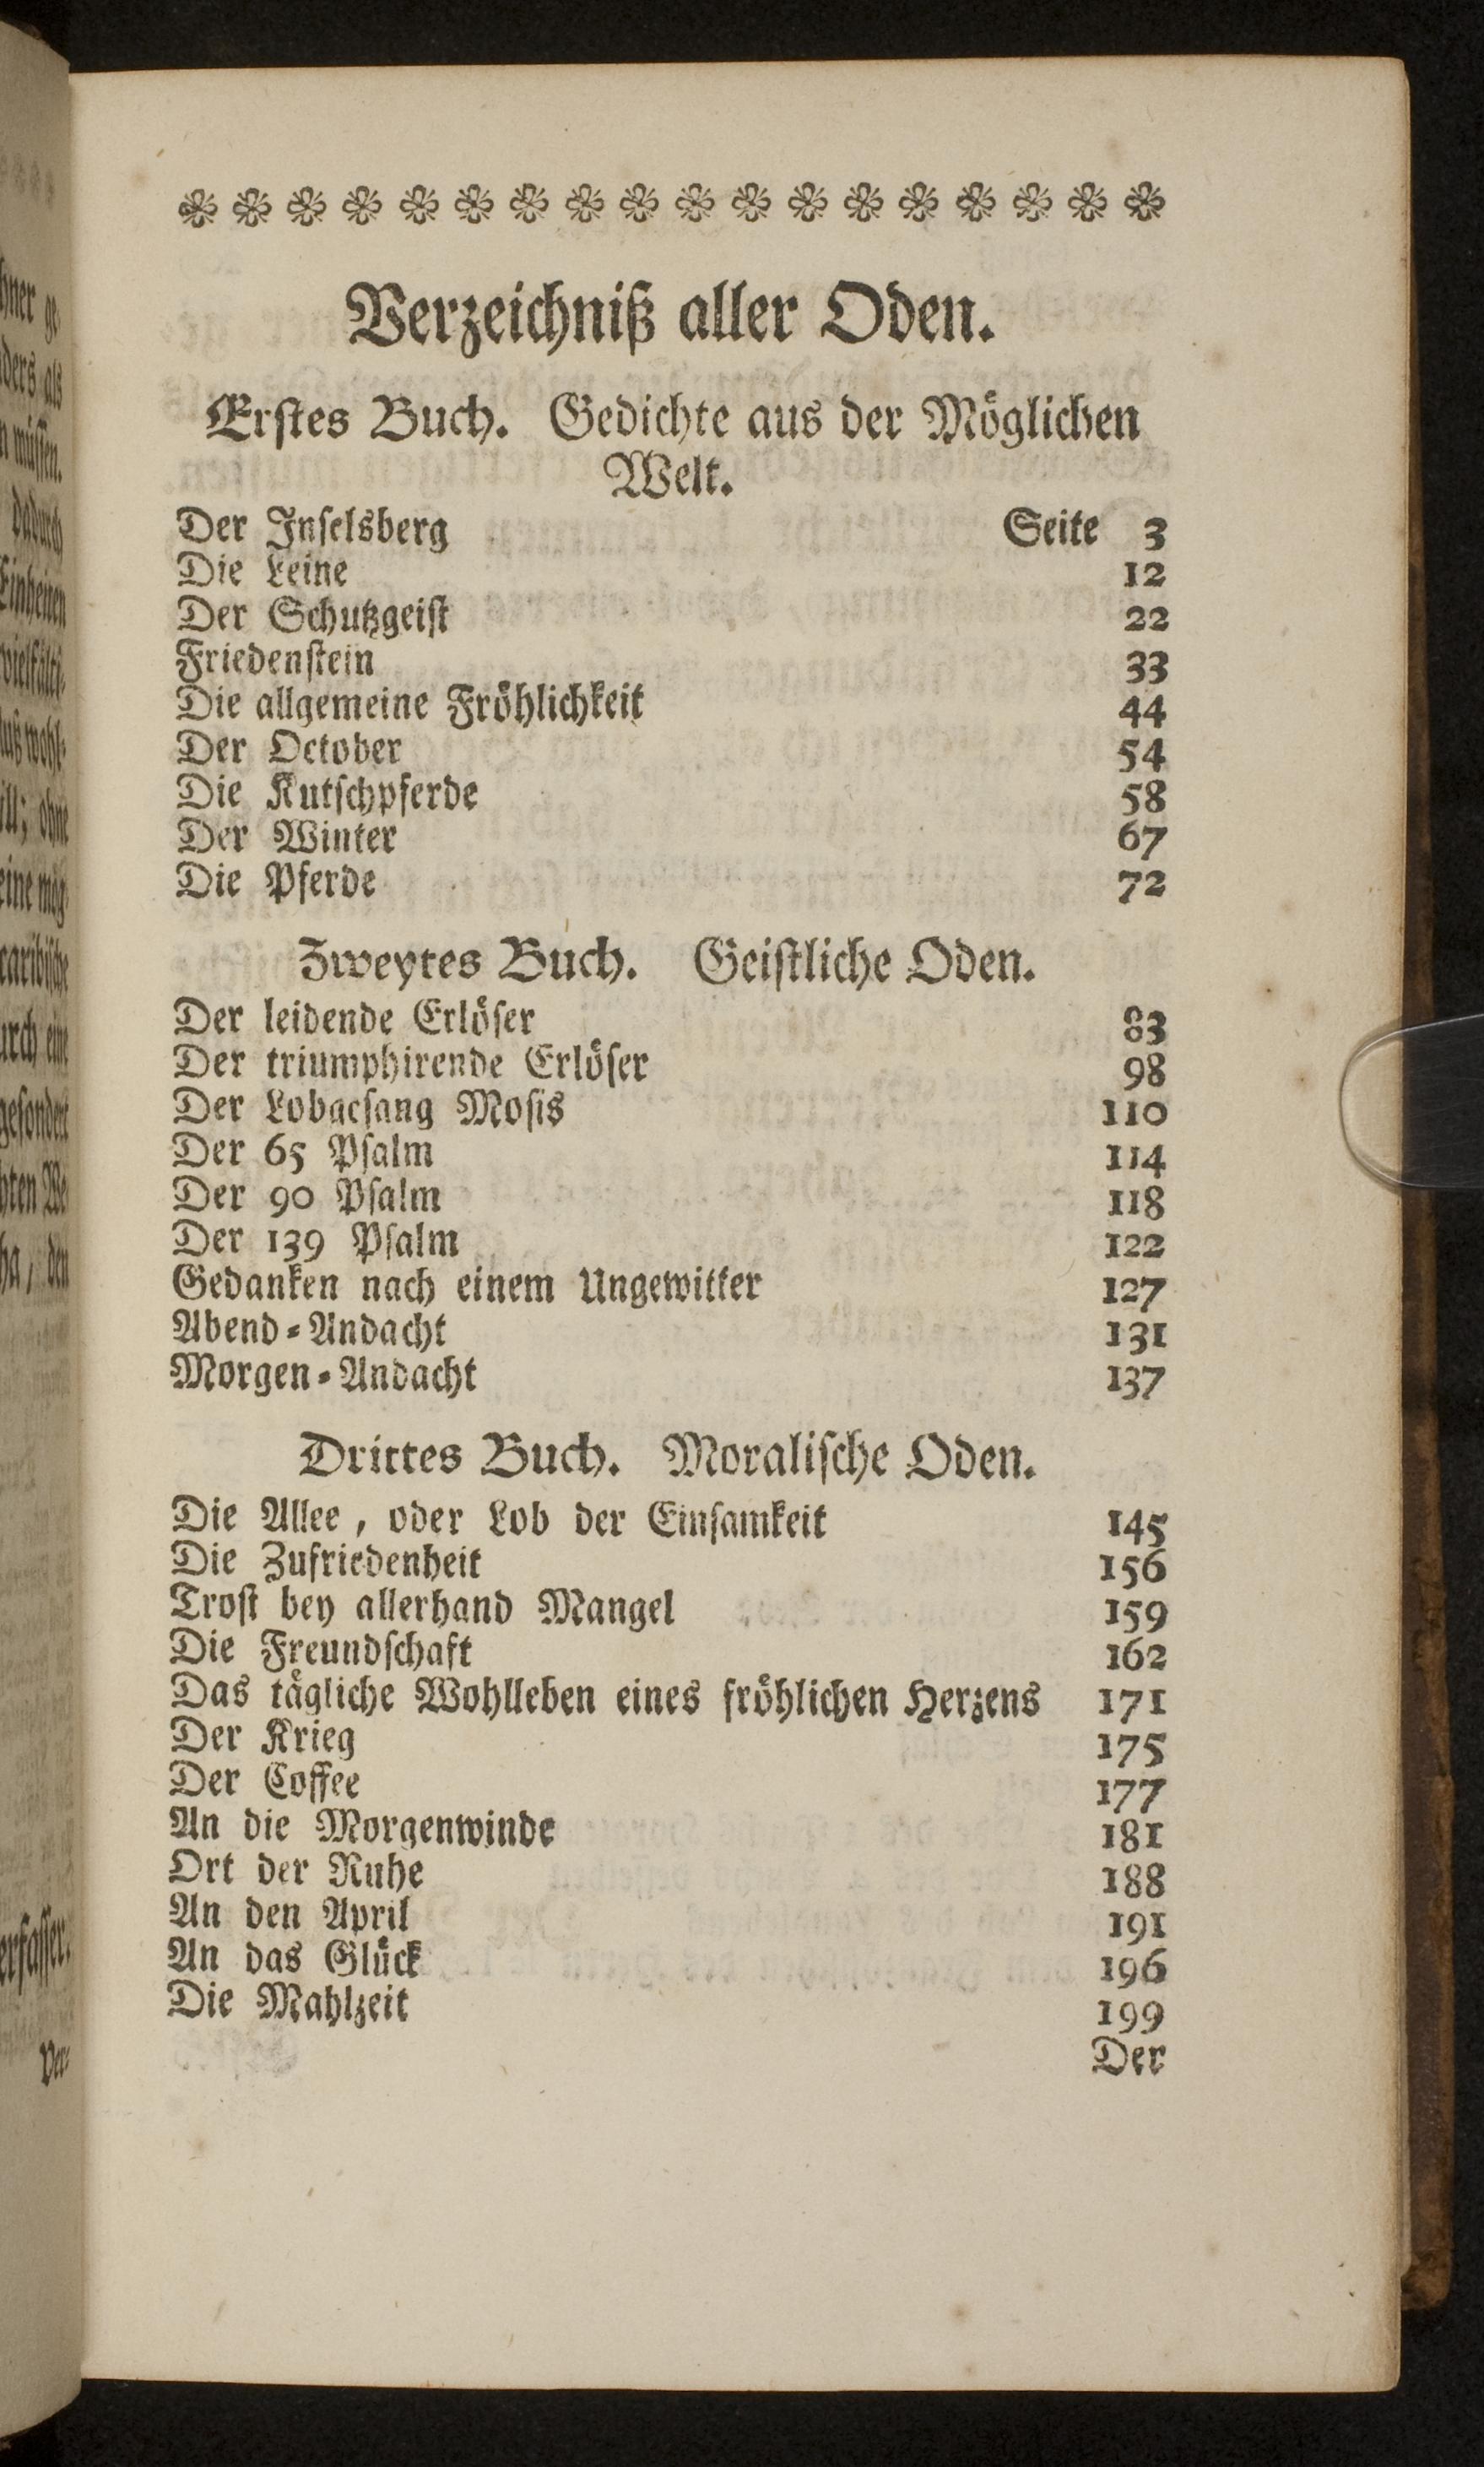 Verzeichniß aller Oden.
Erstes Buch. Gedichte aus der Möglichen
Welt.
Der Inselsberg Seite 3
Die Leine 12
Der Schutzgeist 22
Friedenstein 33
Die allgemeine Fröhlichkeit 44
Der October 54
Die Kutschpferde 58
Der Winter 67
Die Pferde 72
Zweytes Buch. Geistliche Oden.
Der leidende Erlöser 83
Der triumphirende Erlöser 98
Der Lobgesang Mosis 110
Der 65 Psalm 114
Der 90 Psalm 118
Der 139 Psalm 122
Gedanken nach einem Ungewitter 127
Abend-Andacht 131
Morgen-Andacht 137
Drittes Buch. Moralische Oden.
Die Allee, oder Lob der Einsamkeit 145
Die Zufriedenheit 156
Trost bey allerhand Mangel 159
Die Freundschaft 162
Das tägliche Wohlleben eines fröhlichen Herzens 171
Der Krieg 175
Der Coffee 177
An die Morgenwinde 181
Ort der Ruhe 188
An den April 191
An das Glück 196
Die Mahlzeit 199
Der